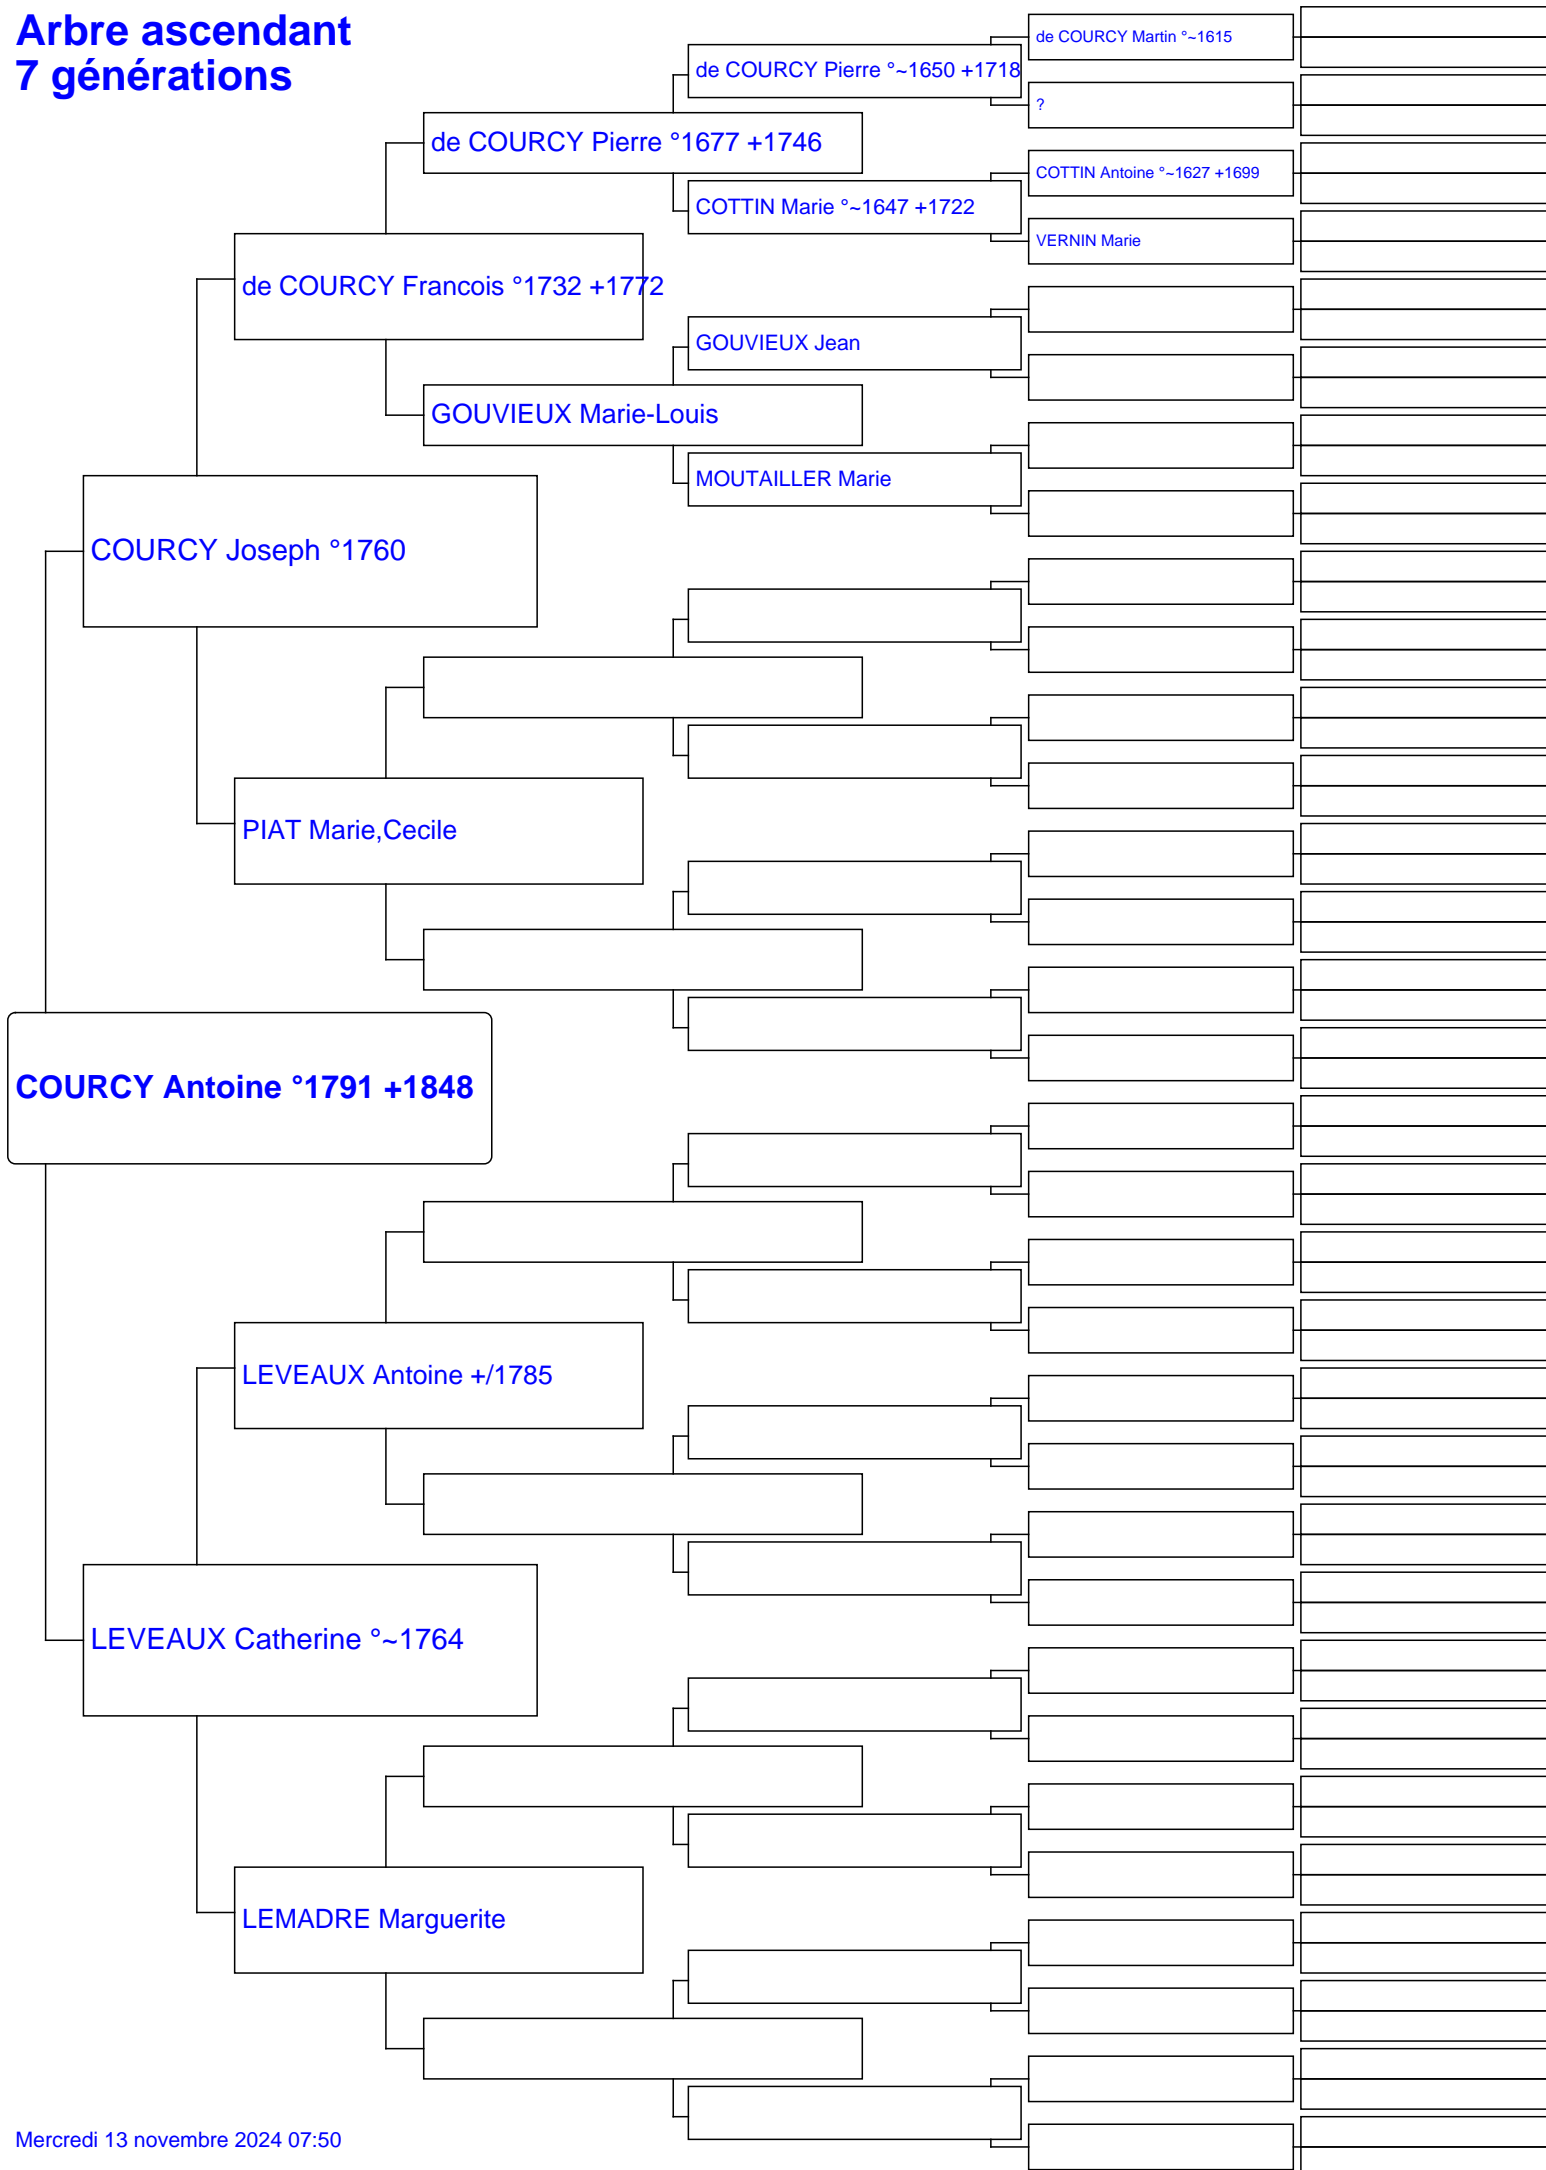 Arbre ascendant
7 générations
de COURCY Martin °~1615
de COURCY Pierre °~1650 +1718
?
de COURCY Pierre °1677 +1746
COTTIN Antoine °~1627 +1699
COTTIN Marie °~1647 +1722
VERNIN Marie
de COURCY Francois °1732 +1772
GOUVIEUX Jean
GOUVIEUX Marie-Louis
MOUTAILLER Marie
COURCY Joseph °1760
PIAT Marie,Cecile
COURCY Antoine °1791 +1848
LEVEAUX Antoine +/1785
LEVEAUX Catherine °~1764
LEMADRE Marguerite
Mercredi 13 novembre 2024 07:50